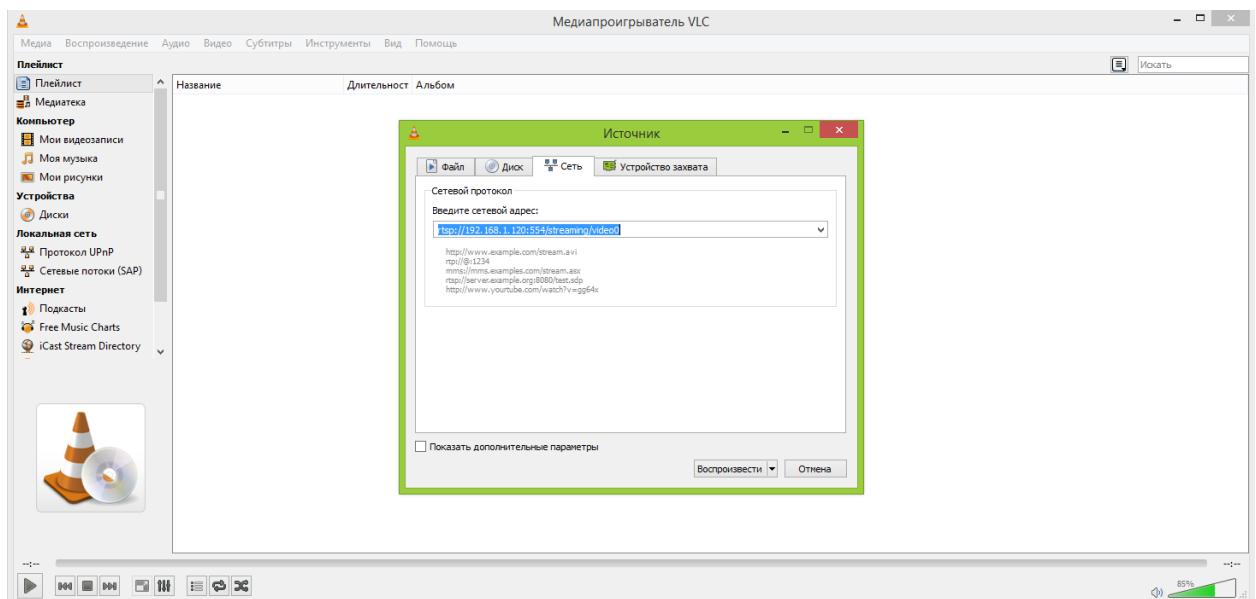 Медиапроигрыватель VLC
Медиа Воспроизведение Аудио Видео Субтитры Инструменты Вид Помощь
Плейлист
Искать
Плейлист
Медиатека
Компьютер
Мои видеозаписи
Моя музыка
Мои рисунки
Устройства
Диски
Локальная сеть
Протокол UPnP
Сетевые потоки (SAP)
Интернет
Подкасты
Free Music Charts
iCast Stream Directory
Название Длительност Альбом
Источник
Файл Диск Сеть Устройство захвата
Сетевой протокол
Введите сетевой адрес:
rtsp://192.168.1.120:554/streaming/video0
http://www.example.com/stream.avi
rtp://@:1234
mms://mms.examples.com/stream.asx
rtsp://server.example.org:8080/test.sdp
http://www.yourtube.com/watch?v=gg64x
Показать дополнительные параметры
Воспроизвести Отмена
--:-- --:--
85%